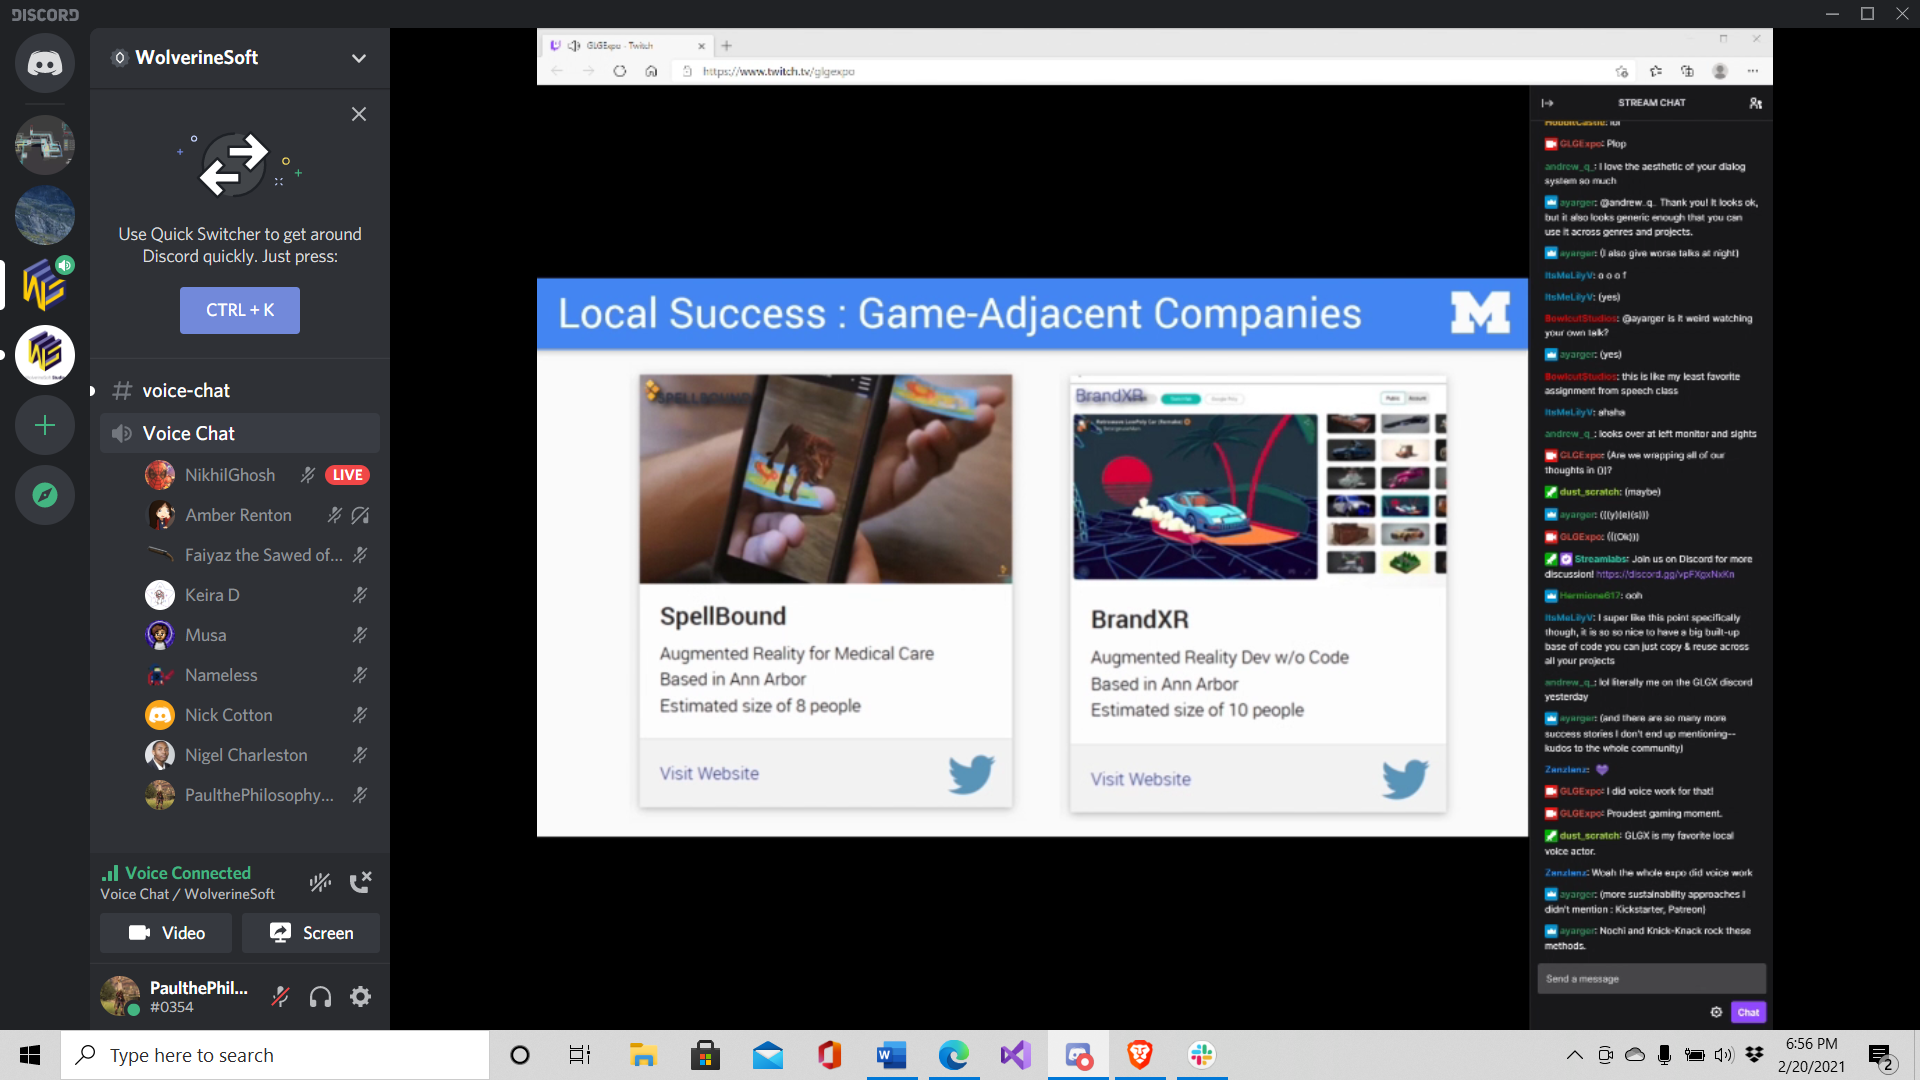 DISCORD
WolverineSoft
Use Quick Switcher to get around
Discord quickly. Just press:
CTRL + K
voice-chat
Voice Chat
NikhilGhosh
LIVE
Amber Renton
Faiyaz the Sawed of...
Keira D
Musa
Nameless
Nick Cotton
Nigel Charleston
PaulthePhilosophy...
Voice Connected
Voice Chat / WolverineSoft
Video
Screen
PaulthePhil...
#0354
GLGExpo - Twitch
https://www.twitch.tv/glgexpo
Local Success : Game-Adjacent Companies
M
SPELLBOUND
SpellBound
Augmented Reality for Medical Care
Based in Ann Arbor
Estimated size of 8 people
Visit Website
BrandXR
BrandXR
Augmented Reality Dev w/o Code
Based in Ann Arbor
Estimated size of 10 people
Visit Website
STREAM CHAT
HobbitCastle: lol
GLGExpo: Plop
andrew_q_: I love the aesthetic of your dialog
system so much
ayarger: @andrew_q_ Thank you! It looks ok,
but it also looks generic enough that you can
use it across genres and projects.
ayarger: (I also give worse talks at night)
ItsMeLilyV: o o o f
ItsMeLilyV: (yes)
BowlcutStudios: @ayarger is it weird watching
your own talk?
ayarger: (yes)
BowlcutStudios: this is like my least favorite
assignment from speech class
ItsMeLilyV: ahaha
andrew_q_: looks over at left monitor and sights
GLGExpo: (Are we wrapping all of our
thoughts in ()?
dust_scratch: (maybe)
ayarger: (((y)(e)(s)))
GLGExpo: (((Ok)))
Streamlabs: Join us on Discord for more
discussion! https://discord.gg/vpFXgxNxKn
Hermione617: ooh
ItsMeLilyV: I super like this point specifically
though, it is so so nice to have a big built-up
base of code you can just copy & reuse across
all your projects
andrew_q_: lol literally me on the GLGX discord
yesterday
ayarger: (and there are so many more
success stories I don't end up mentioning--
kudos to the whole community)
Zenzienz:
GLGExpo: I did voice work for that!
GLGExpo: Proudest gaming moment.
dust_scratch: GLGX is my favorite local
voice actor.
Zenzienz: Woah the whole expo did voice work
ayarger: (more sustainability approaches I
didn't mention : Kickstarter, Patreon)
ayarger: Nochi and Knick-Knack rock these
methods.
Send a message
Chat
Type here to search
6:56 PM
2/20/2021
2